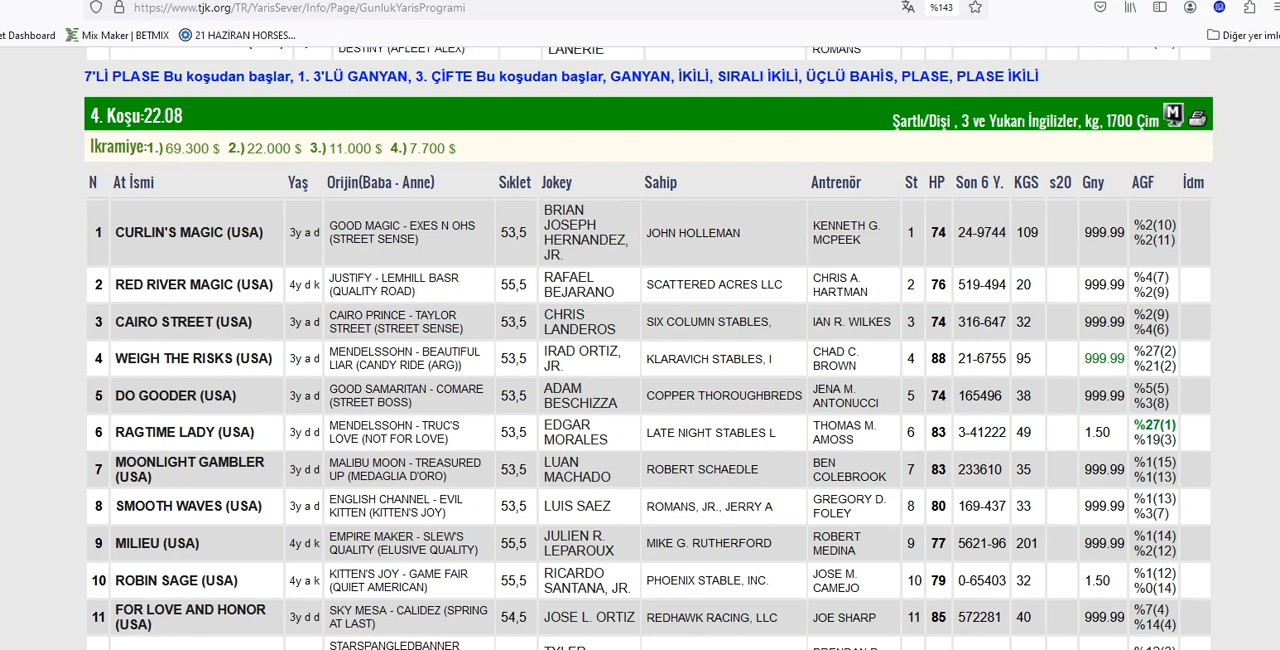 https://www.tjk.org/TR/YarisSever/Info/Page/GunlukYarisProgrami %143
et Dashboard Mix Maker | BETMIX 21 HAZİRAN HORSES... Diğer yer imle
DESTINY (AFLEET ALEX) LANERIE ROMANS
7'Lİ PLASE Bu koşudan başlar, 1. 3'LÜ GANYAN, 3. ÇİFTE Bu koşudan başlar, GANYAN, İKİLİ, SIRALI İKİLİ, ÜÇLÜ BAHİS, PLASE, PLASE İKİLİ
4. Koşu:22.08 Şartlı/Dişi , 3 ve Yukarı İngilizler, kg, 1700 Çim M
Ikramiye:1.) 69.300 $ 2.) 22.000 $ 3.) 11.000 $ 4.) 7.700 $
N At İsmi Yaş Orijin(Baba - Anne) Sıklet Jokey Sahip Antrenör St HP Son 6 Y. KGS s20 Gny AGF İdm
1 CURLIN'S MAGIC (USA) 3y a d GOOD MAGIC - EXES N OHS (STREET SENSE) 53,5 BRIAN JOSEPH HERNANDEZ, JR. JOHN HOLLEMAN KENNETH G. MCPEEK 1 74 24-9744 109 999.99 %2(10) %2(11)
2 RED RIVER MAGIC (USA) 4y d k JUSTIFY - LEMHILL BASR (QUALITY ROAD) 55,5 RAFAEL BEJARANO SCATTERED ACRES LLC CHRIS A. HARTMAN 2 76 519-494 20 999.99 %4(7) %2(9)
3 CAIRO STREET (USA) 3y a d CAIRO PRINCE - TAYLOR STREET (STREET SENSE) 53,5 CHRIS LANDEROS SIX COLUMN STABLES, IAN R. WILKES 3 74 316-647 32 999.99 %2(9) %4(6)
4 WEIGH THE RISKS (USA) 3y a d MENDELSSOHN - BEAUTIFUL LIAR (CANDY RIDE (ARG)) 53,5 IRAD ORTIZ, JR. KLARAVICH STABLES, I CHAD C. BROWN 4 88 21-6755 95 999.99 %27(2) %21(2)
5 DO GOODER (USA) 3y a d GOOD SAMARITAN - COMARE (STREET BOSS) 53,5 ADAM BESCHIZZA COPPER THOROUGHBREDS JENA M. ANTONUCCI 5 74 165496 38 999.99 %5(5) %3(8)
6 RAGTIME LADY (USA) 3y d d MENDELSSOHN - TRUC'S LOVE (NOT FOR LOVE) 53,5 EDGAR MORALES LATE NIGHT STABLES L THOMAS M. AMOSS 6 83 3-41222 49 1.50 %27(1) %19(3)
7 MOONLIGHT GAMBLER (USA) 3y d d MALIBU MOON - TREASURED UP (MEDAGLIA D'ORO) 53,5 LUAN MACHADO ROBERT SCHAEDLE BEN COLEBROOK 7 83 233610 35 999.99 %1(15) %1(13)
8 SMOOTH WAVES (USA) 3y a d ENGLISH CHANNEL - EVIL KITTEN (KITTEN'S JOY) 53,5 LUIS SAEZ ROMANS, JR., JERRY A GREGORY D. FOLEY 8 80 169-437 33 999.99 %1(13) %3(7)
9 MILIEU (USA) 4y d k EMPIRE MAKER - SLEW'S QUALITY (ELUSIVE QUALITY) 55,5 JULIEN R. LEPAROUX MIKE G. RUTHERFORD ROBERT MEDINA 9 77 5621-96 201 999.99 %1(14) %2(12)
10 ROBIN SAGE (USA) 4y a k KITTEN'S JOY - GAME FAIR (QUIET AMERICAN) 55,5 RICARDO SANTANA, JR. PHOENIX STABLE, INC. JOSE M. CAMEJO 10 79 0-65403 32 1.50 %1(12) %0(14)
11 FOR LOVE AND HONOR (USA) 3y d d SKY MESA - CALIDEZ (SPRING AT LAST) 54,5 JOSE L. ORTIZ REDHAWK RACING, LLC JOE SHARP 11 85 572281 40 999.99 %7(4) %14(4)
STARSPANGLEDBANNER TYLER